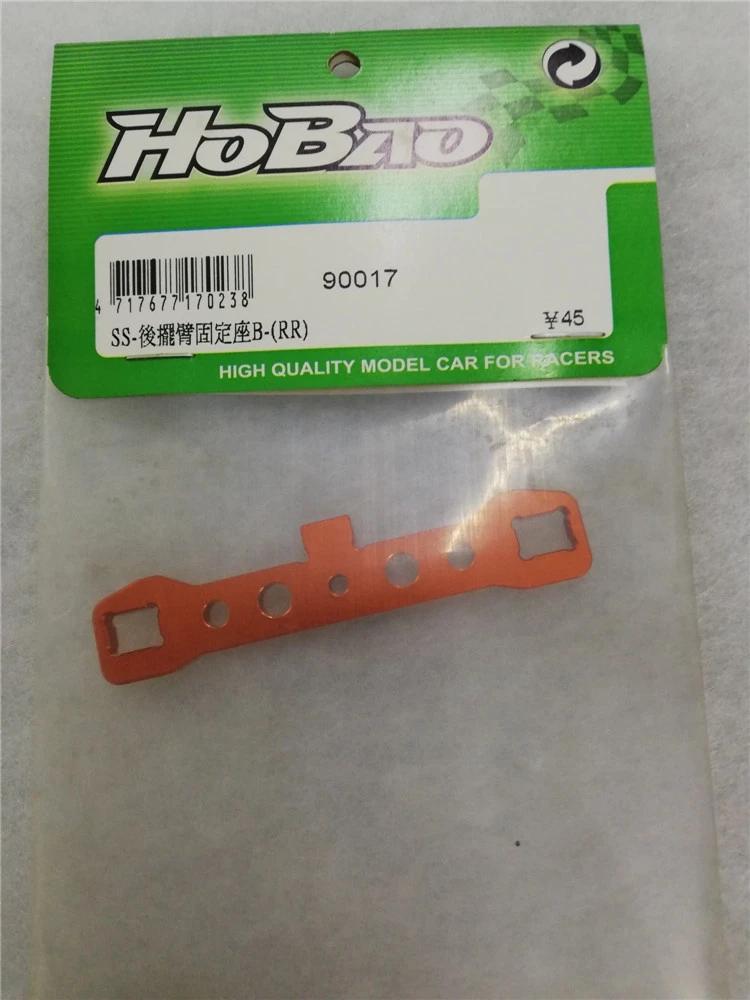 HOBAO
90017
4 717677 170238
SS-後擺臂固定座B-(RR)
¥45
HIGH QUALITY MODEL CAR FOR RACERS